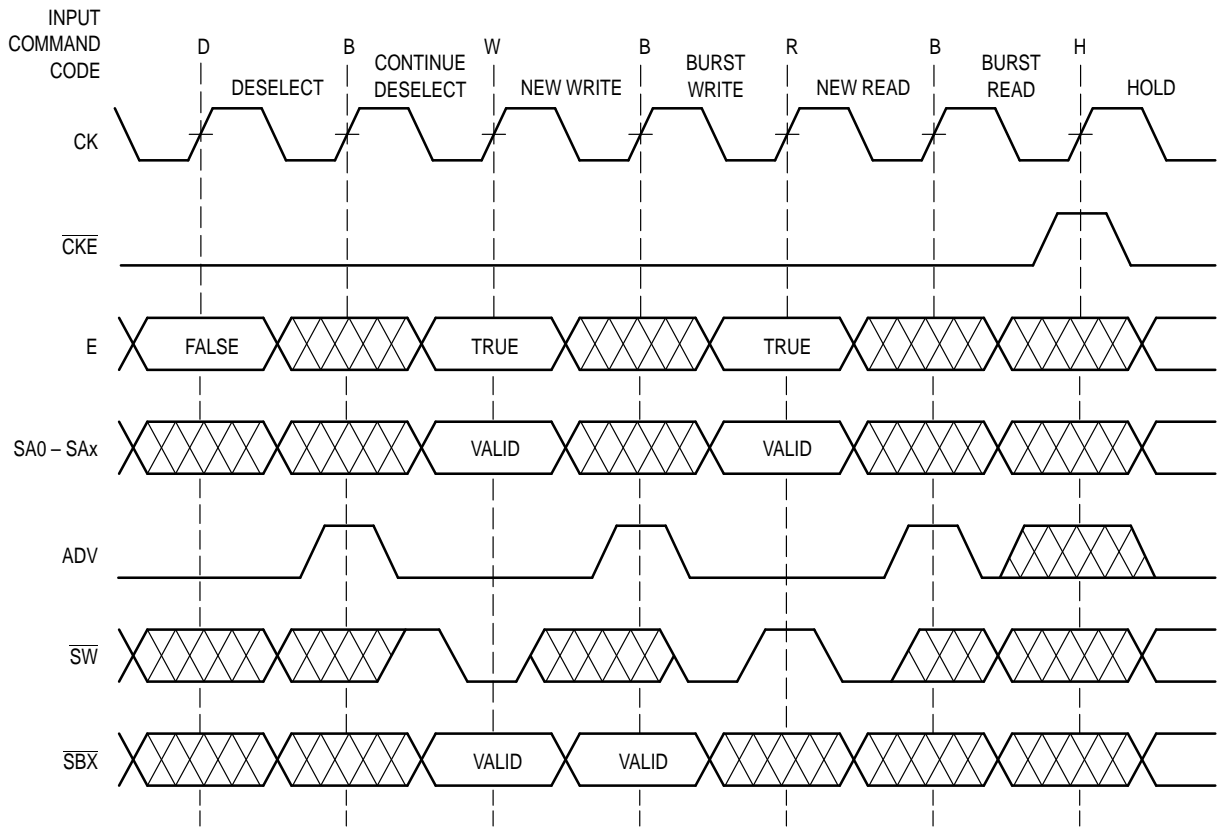 INPUT
COMMAND
CODE
D B W B R B H
DESELECT
CONTINUE
DESELECT
NEW WRITE
BURST
WRITE
NEW READ
BURST
READ
HOLD
CK
CKE
E FALSE TRUE TRUE
SA0 – SAx VALID VALID
ADV
SW
SBX VALID VALID